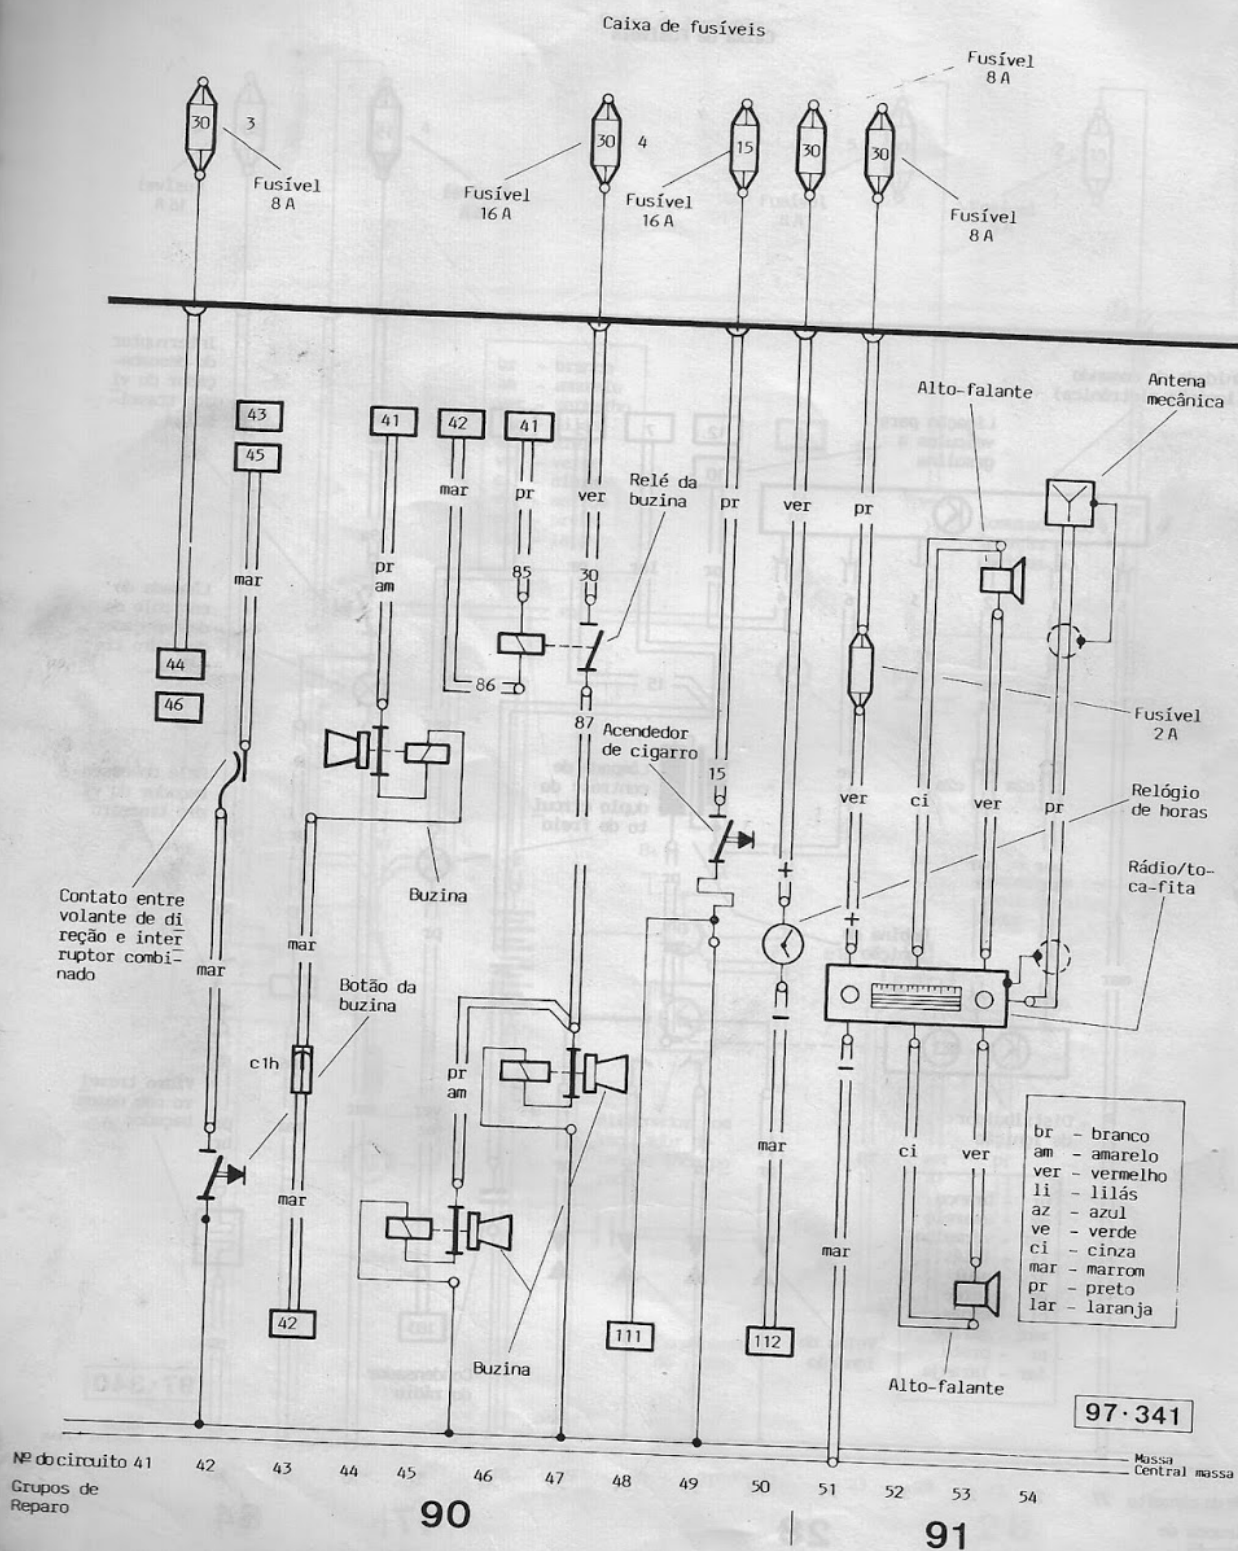 Caixa de fusíveis
Fusível
8 A
30
3
30
4
15
30
30
Fusível
8 A
Fusível
16 A
Fusível
16 A
Fusível
8 A
Alto-falante
Antena
mecânica
43
45
41
42
41
Relé da
buzina
mar
pr
ver
pr
ver
pr
mar
pr
am
85
30
44
46
86
87
Acendedor
de cigarro
Fusível
2 A
15
ver
ci
ver
pr
Relógio
de horas
+
Rádio/to-
ca-fita
Buzina
+
Contato entre
volante de di
reção e inter
ruptor combi-
nado
mar
mar
Botão da
buzina
c1h
pr
am
mar
ci
ver
mar
mar
br - branco
am - amarelo
ver - vermelho
li - lilás
az - azul
ve - verde
ci - cinza
mar - marrom
pr - preto
lar - laranja
42
111
112
Buzina
Alto-falante
97·341
Massa
Central massa
Nº do circuito 41 42 43 44 45 46 47 48 49 50 51 52 53 54
Grupos de
Reparo
90
91